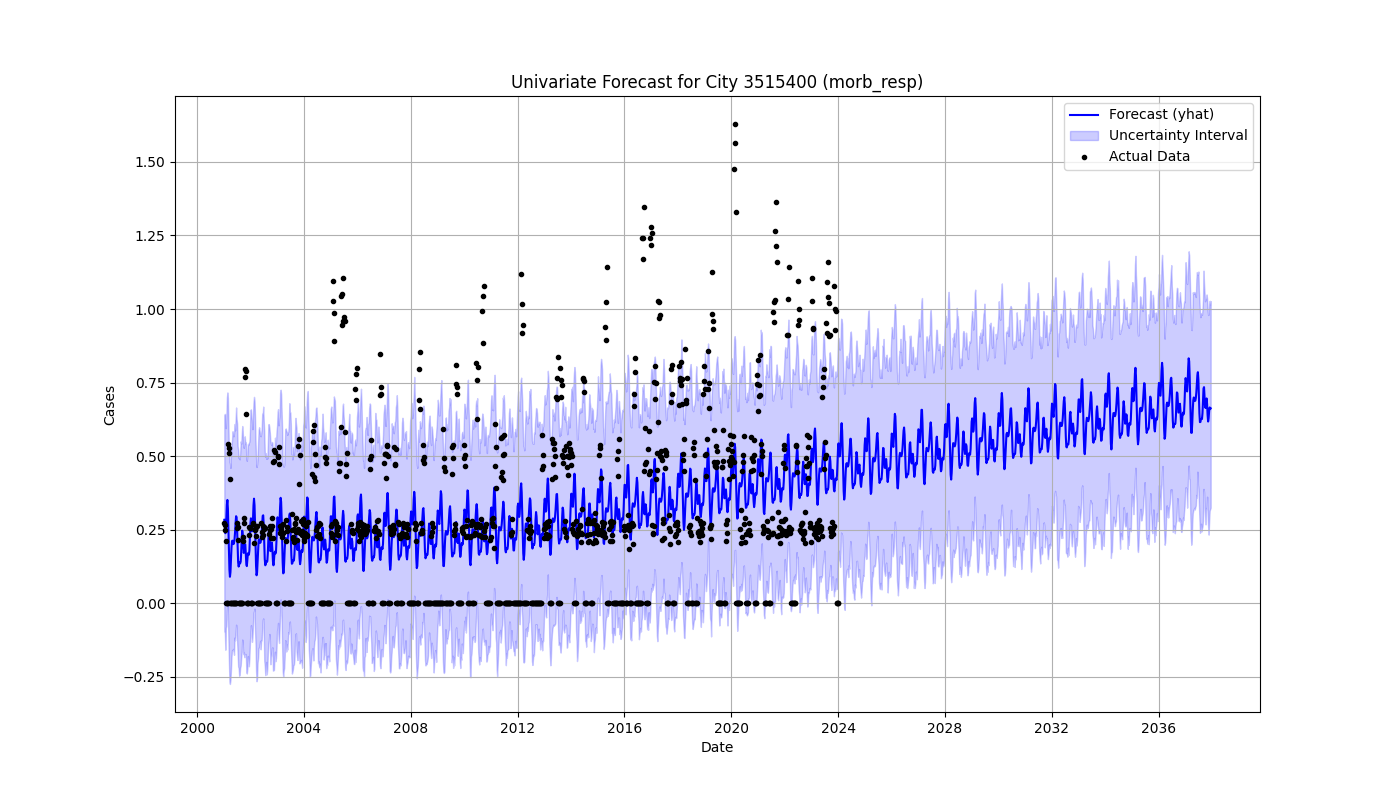 Univariate Forecast for City 3515400 (morb_resp)
Forecast (yhat)
Uncertainty Interval
Actual Data
1.50
1.25
1.00
0.75
0.50
0.25
0.00
−0.25
Cases
2000 2004 2008 2012 2016 2020 2024 2028 2032 2036
Date